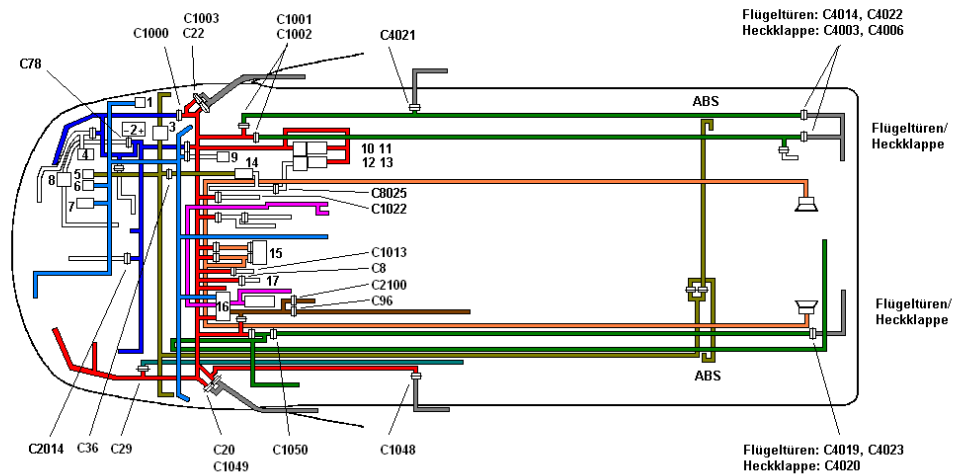 C1003
C22
C1001
C1002
C1000
C4021
Flügeltüren: C4014, C4022
Heckklappe: C4003, C4006
C78
1
ABS
-2+
3
Flügeltüren/
Heckklappe
4
9
10 11
12 13
14
5
6
8
7
C8025
C1022
15
C1013
C8
17
C2100
C96
16
Flügeltüren/
Heckklappe
ABS
C2014
C36
C29
C20
C1049
C1050
C1048
Flügeltüren: C4019, C4023
Heckklappe: C4020